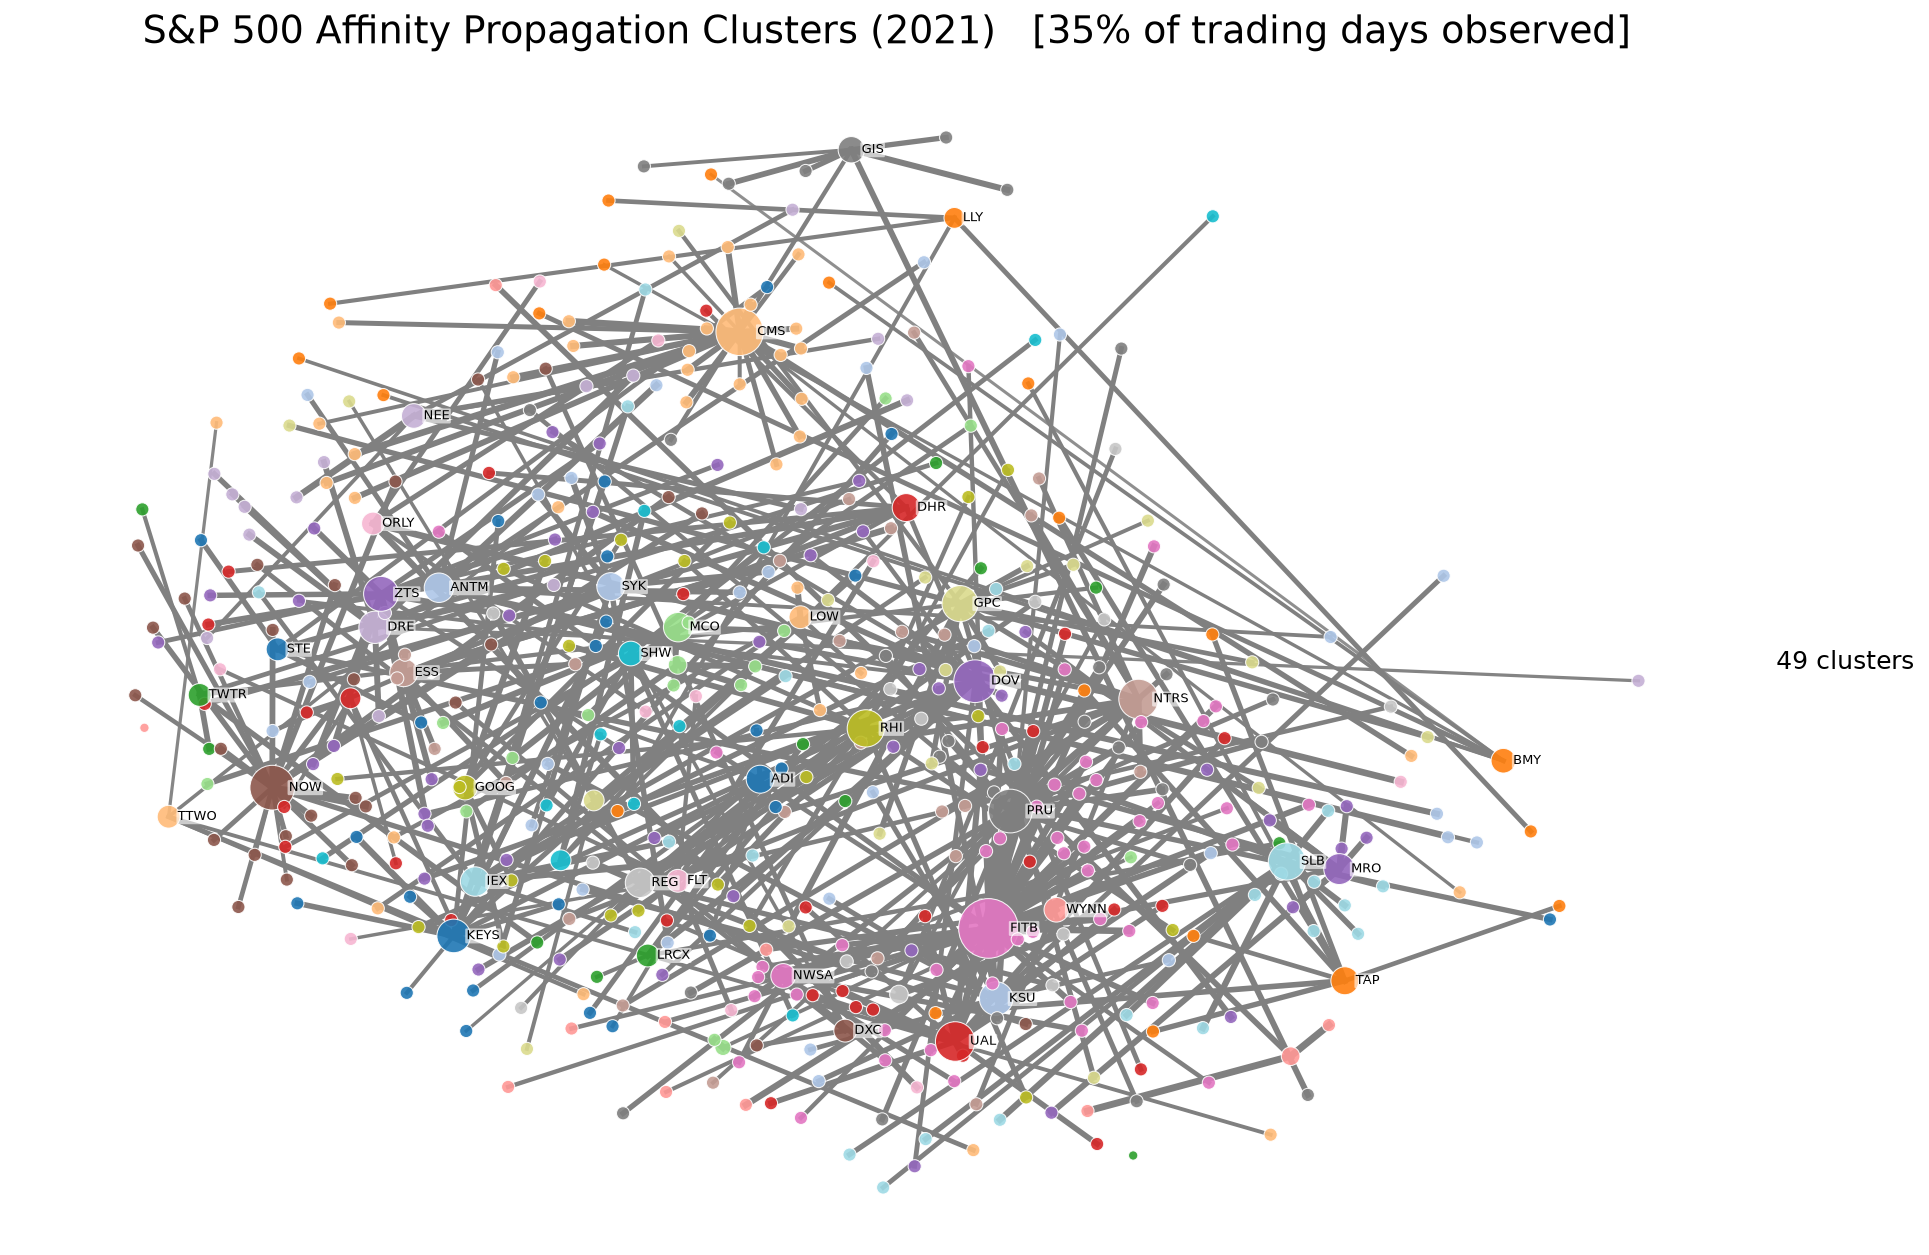 S&P 500 Affinity Propagation Clusters (2021)   [35% of trading days observed]
GIS
LLY
CMS
NEE
DHR
ORLY
ZTS
ANTM
SYK
GPC
LOW
DRE
MCO
STE
SHW
ESS
DOV
49 clusters
TWTR
NTRS
RHI
BMY
ADI
NOW
GOOG
PRU
TTWO
SLB
MRO
IEX
REG
FLT
WYNN
FITB
KEYS
LRCX
NWSA
TAP
KSU
DXC
UAL